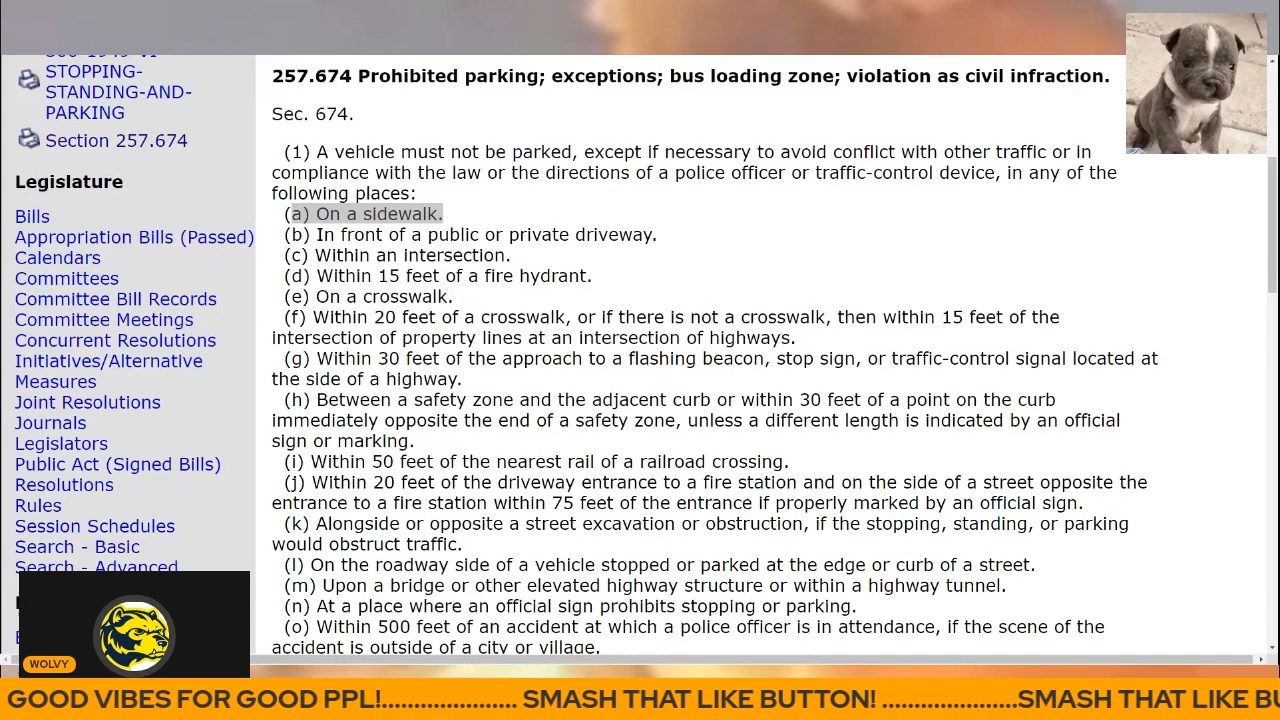 STOPPING-
STANDING-AND-
PARKING
Section 257.674
Legislature
Bills
Appropriation Bills (Passed)
Calendars
Committees
Committee Bill Records
Committee Meetings
Concurrent Resolutions
Initiatives/Alternative
Measures
Joint Resolutions
Journals
Legislators
Public Act (Signed Bills)
Resolutions
Rules
Session Schedules
Search - Basic
Search - Advanced
257.674 Prohibited parking; exceptions; bus loading zone; violation as civil infraction.
Sec. 674.
(1) A vehicle must not be parked, except if necessary to avoid conflict with other traffic or in
compliance with the law or the directions of a police officer or traffic-control device, in any of the
following places:
(a) On a sidewalk.
(b) In front of a public or private driveway.
(c) Within an intersection.
(d) Within 15 feet of a fire hydrant.
(e) On a crosswalk.
(f) Within 20 feet of a crosswalk, or if there is not a crosswalk, then within 15 feet of the
intersection of property lines at an intersection of highways.
(g) Within 30 feet of the approach to a flashing beacon, stop sign, or traffic-control signal located at
the side of a highway.
(h) Between a safety zone and the adjacent curb or within 30 feet of a point on the curb
immediately opposite the end of a safety zone, unless a different length is indicated by an official
sign or marking.
(i) Within 50 feet of the nearest rail of a railroad crossing.
(j) Within 20 feet of the driveway entrance to a fire station and on the side of a street opposite the
entrance to a fire station within 75 feet of the entrance if properly marked by an official sign.
(k) Alongside or opposite a street excavation or obstruction, if the stopping, standing, or parking
would obstruct traffic.
(l) On the roadway side of a vehicle stopped or parked at the edge or curb of a street.
(m) Upon a bridge or other elevated highway structure or within a highway tunnel.
(n) At a place where an official sign prohibits stopping or parking.
(o) Within 500 feet of an accident at which a police officer is in attendance, if the scene of the
accident is outside of a city or village.
WOLVY
GOOD VIBES FOR GOOD PPL!.................... SMASH THAT LIKE BUTTON! ....................SMASH THAT LIKE BU